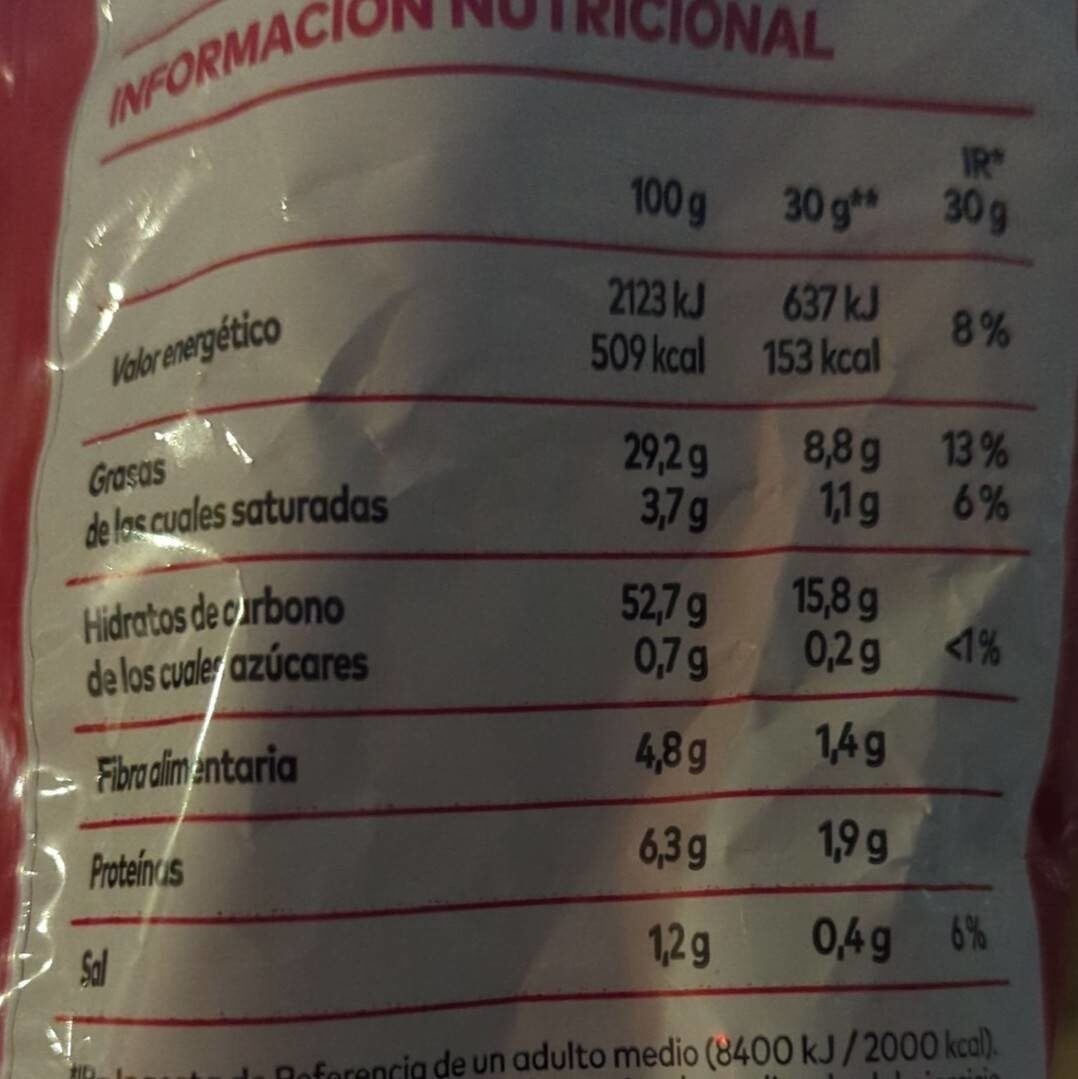 INFORMACIÓN NUTRICIONAL
IR*
100 g 30 g** 30 g
Valor energético 2123 kJ 637 kJ 8 %
509 kcal 153 kcal
Grasas 29,2 g 8,8 g 13 %
de las cuales saturadas 3,7 g 1,1 g 6 %
Hidratos de carbono 52,7 g 15,8 g
de los cuales azúcares 0,7 g 0,2 g <1 %
Fibra alimentaria 4,8 g 1,4 g
Proteínas 6,3 g 1,9 g
Sal 1,2 g 0,4 g 6%
de Referencia de un adulto medio (8400 kJ / 2000 kcal).